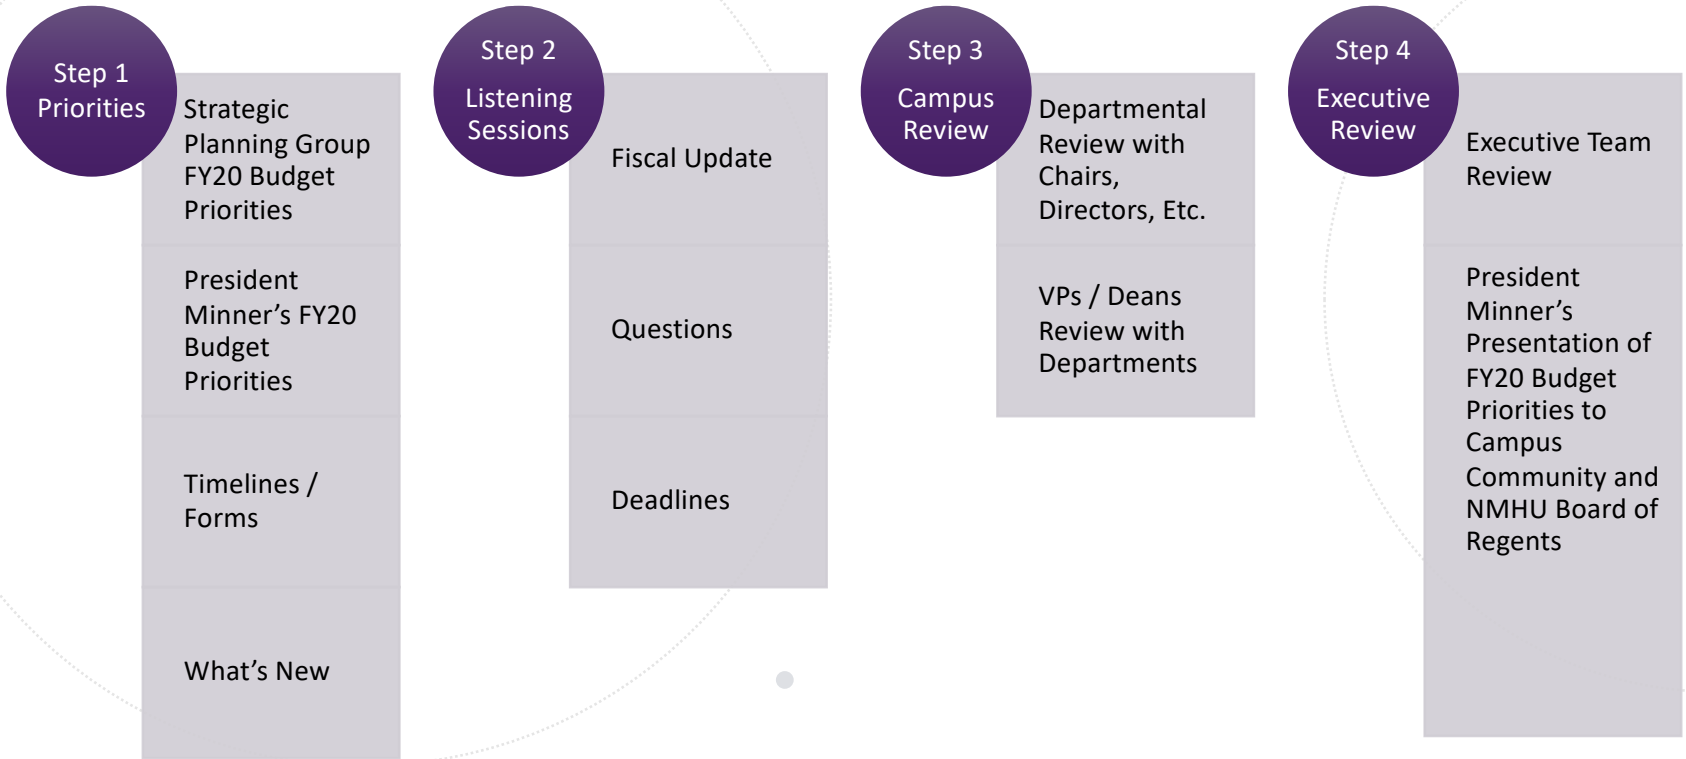 Step 1
Priorities
Strategic
Planning Group
FY20 Budget
Priorities
President
Minner’s FY20
Budget
Priorities
Timelines /
Forms
What’s New
Step 2
Listening
Sessions
Fiscal Update
Questions
Deadlines
Step 3
Campus
Review
Departmental
Review with
Chairs,
Directors, Etc.
VPs / Deans
Review with
Departments
Step 4
Executive
Review
Executive Team
Review
President
Minner’s
Presentation of
FY20 Budget
Priorities to
Campus
Community and
NMHU Board of
Regents